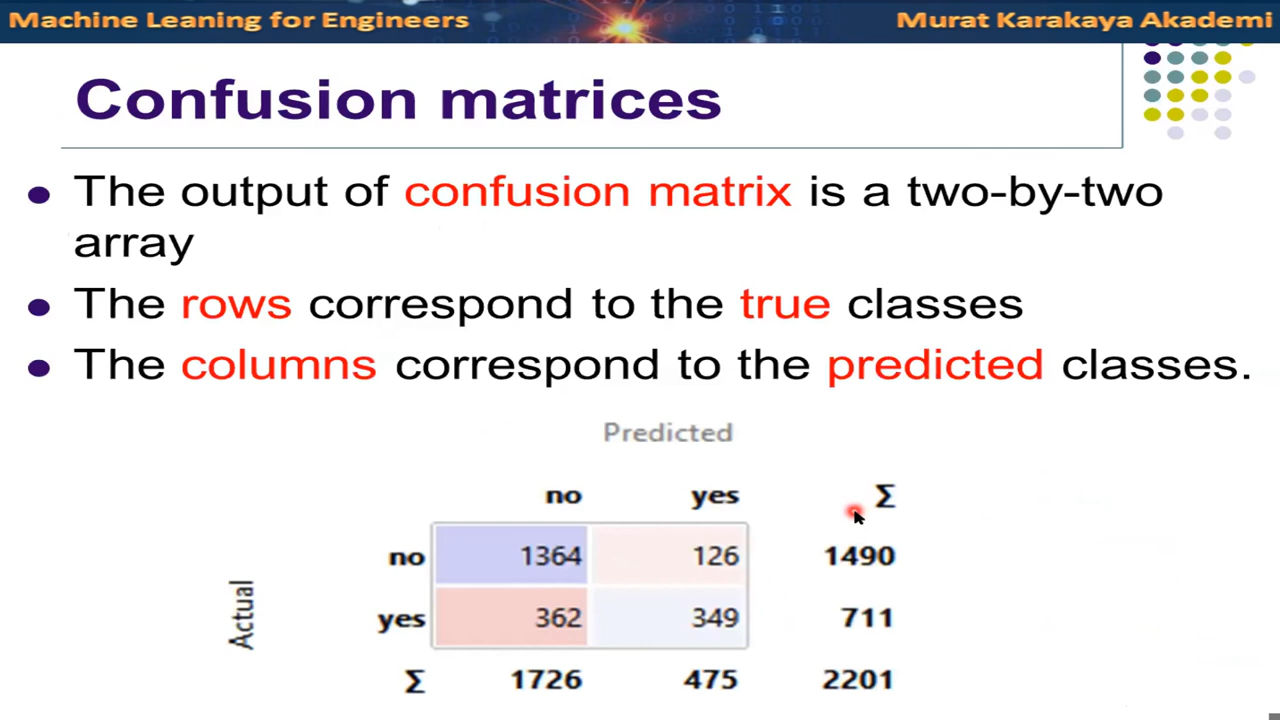 Machine Leaning for Engineers
Murat Karakaya Akademi
Confusion matrices
The output of confusion matrix is a two-by-two
array
The rows correspond to the true classes
The columns correspond to the predicted classes.
Predicted
no yes Σ
no 1364 126 1490
Actual
yes 362 349 711
Σ 1726 475 2201